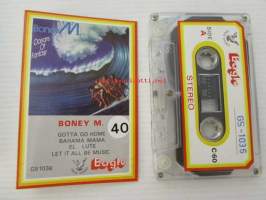 Boney M.
Oceans of Fantasy
BONEY M.
GOTTA GO HOME
BAHAMA MAMA
EL LUTE
LET IT ALL BE MUSIC
40
GS 1036
Eagle
SIDE
A
Eagle
STEREO
C-60
GS-1036